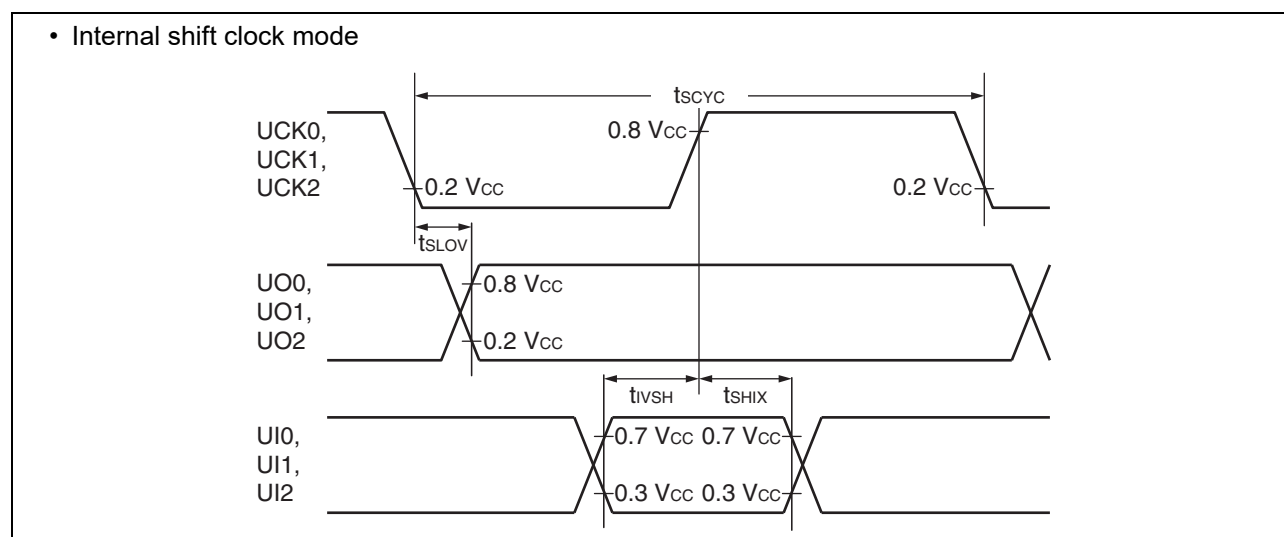 • Internal shift clock mode
tSCYC
UCK0,
UCK1,
UCK2
0.8 VCC
0.2 VCC
0.2 VCC
tSLOV
UO0,
UO1,
UO2
0.8 VCC
0.2 VCC
tIVSH
tSHIX
UI0,
UI1,
UI2
0.7 VCC 0.7 VCC
0.3 VCC 0.3 VCC